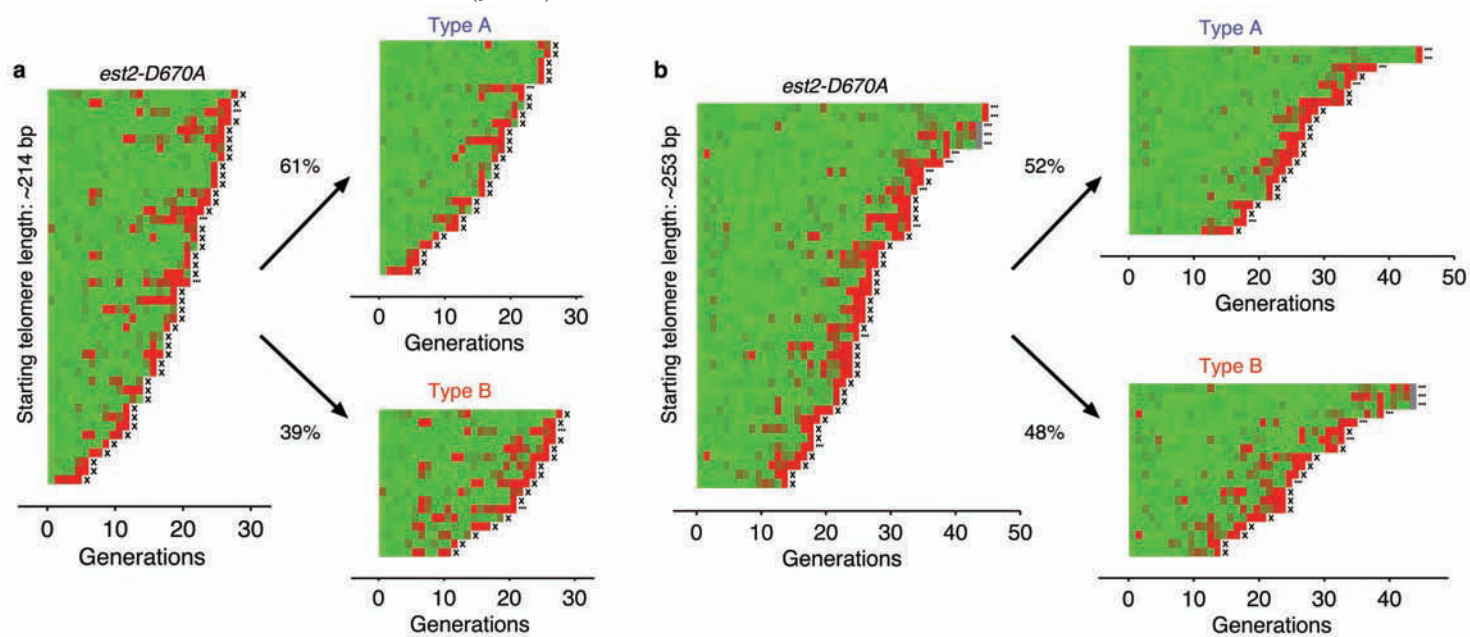 a
est2-D670A
Starting telomere length: ~214 bp
0 10 20 30
Generations
61%
39%
Type A
0 10 20 30
Generations
Type B
0 10 20 30
Generations
b
est2-D670A
Starting telomere length: ~253 bp
0 10 20 30 40 50
Generations
52%
48%
Type A
0 10 20 30 40 50
Generations
Type B
0 10 20 30 40
Generations